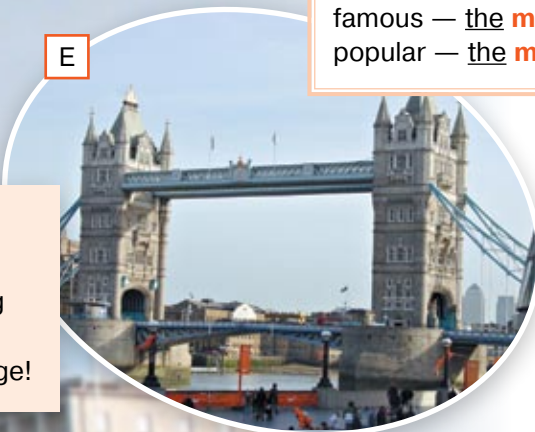 famous — the m
popular — the m
E
g
ge!